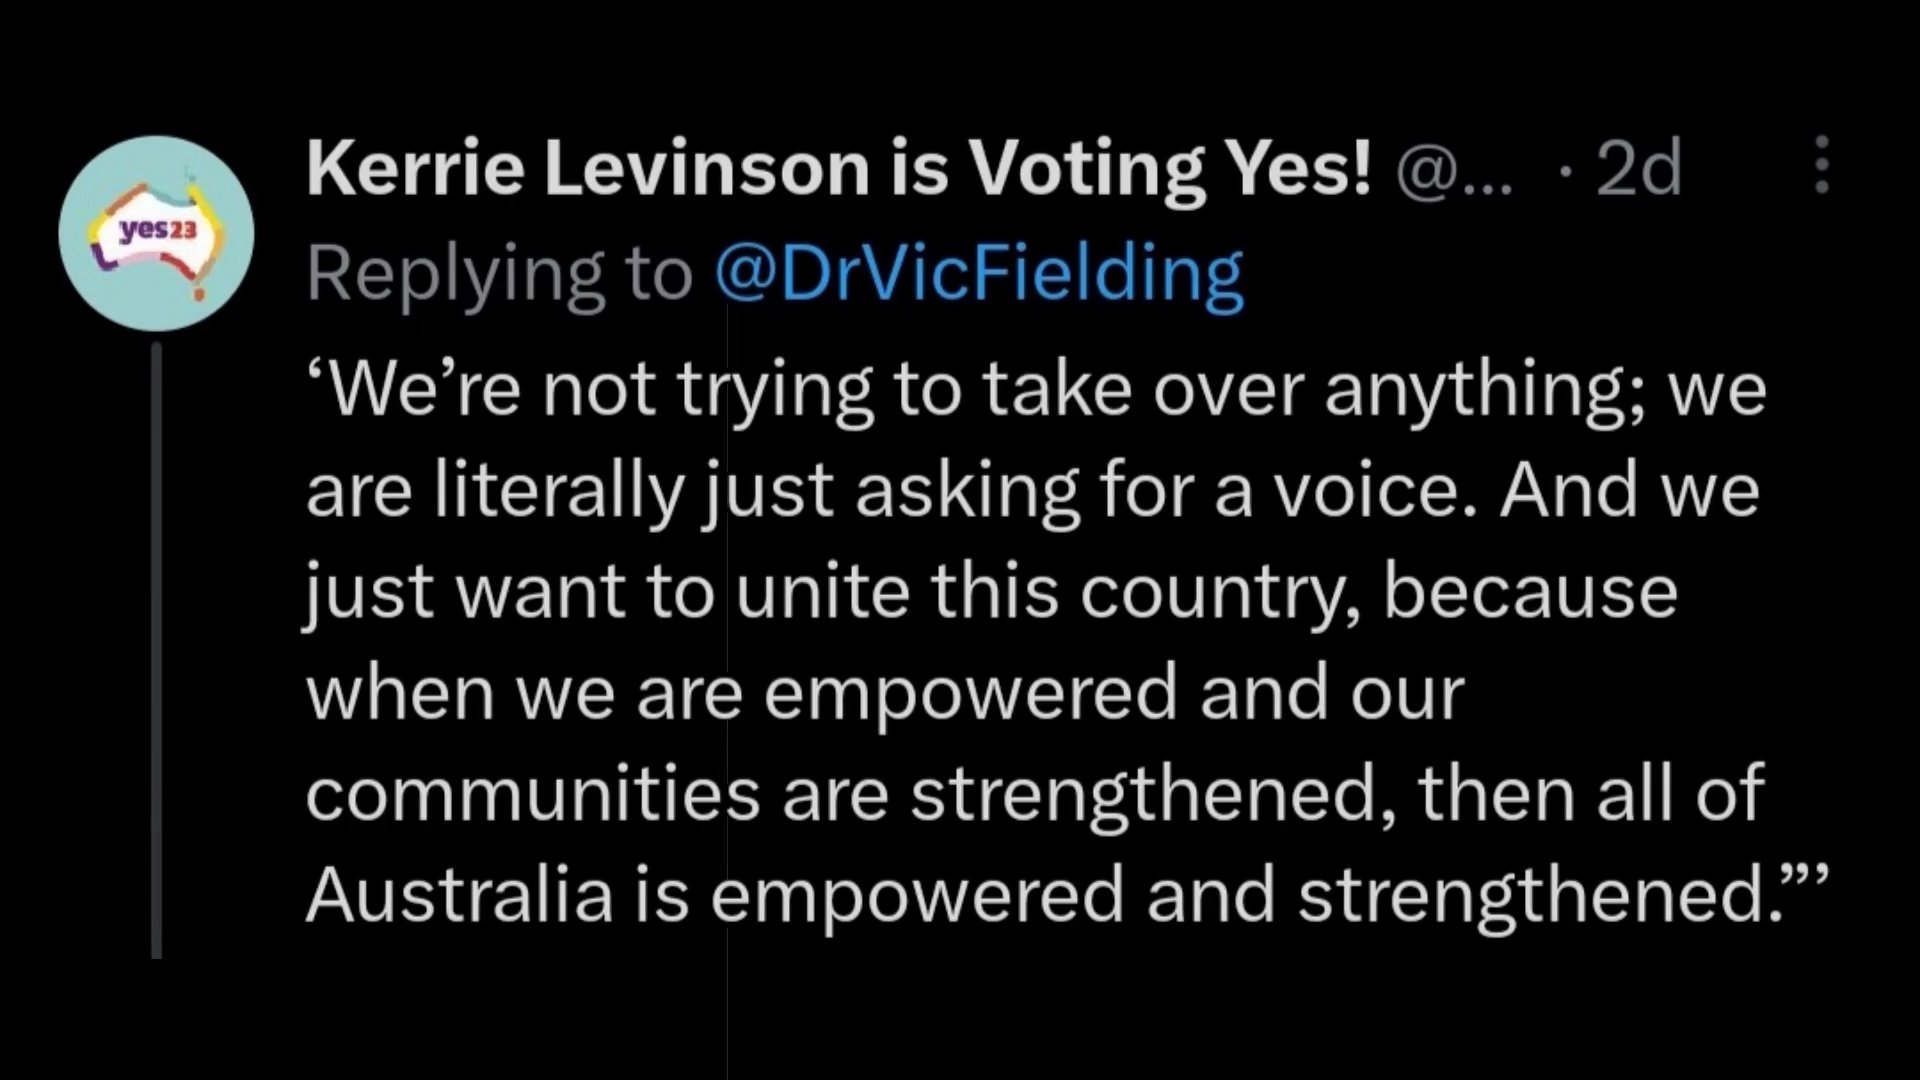 Kerrie Levinson is Voting Yes! @... · 2d
yes23
Replying to @DrVicFielding
‘We’re not trying to take over anything; we
are literally just asking for a voice. And we
just want to unite this country, because
when we are empowered and our
communities are strengthened, then all of
Australia is empowered and strengthened.”’